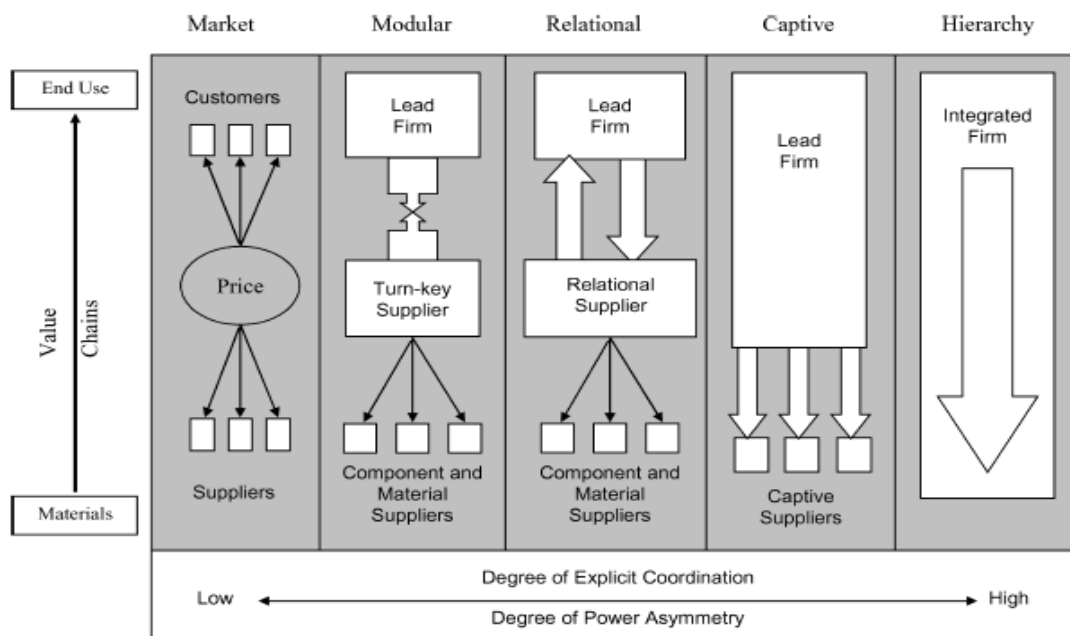 Market
Modular
Relational
Captive
Hierarchy
End Use
Value
Chains
Materials
Customers
Price
Suppliers
Lead
Firm
Turn-key
Supplier
Component and
Material
Suppliers
Lead
Firm
Relational
Supplier
Component and
Material
Suppliers
Lead
Firm
Captive
Suppliers
Integrated
Firm
Degree of Explicit Coordination
Low
High
Degree of Power Asymmetry